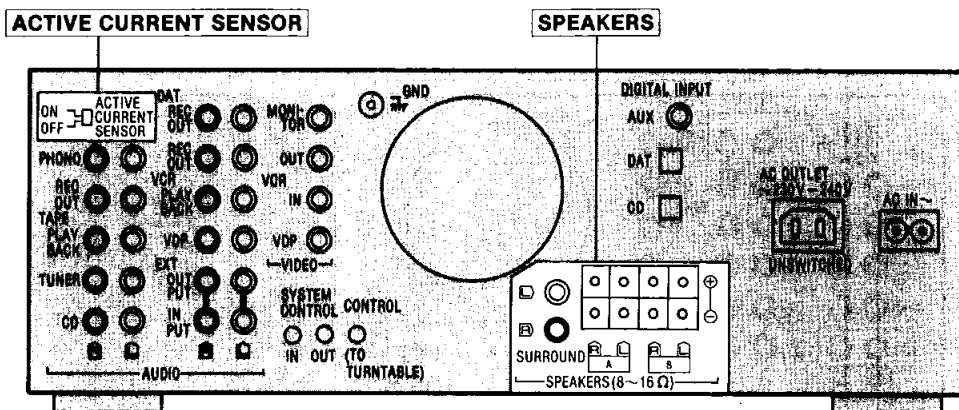 ACTIVE CURRENT SENSOR
SPEAKERS
ON
OFF
ACTIVE
CURRENT
SENSOR
DAT
REC
OUT
REC
OUT
VCR
PLAY
BACK
VDP
EXT
OUT
PUT
IN
PUT
PHONO
REC
OUT
TAPE
PLAY
BACK
TUNER
CD
R L R L
AUDIO
MONI-
TOR
OUT
VCR
IN
VDP
VIDEO
SYSTEM
CONTROL CONTROL
IN OUT (TO
TURNTABLE)
GND
DIGITAL INPUT
AUX
DAT
CD
AC OUTLET
~220V-240V
UNSWITCHED
AC IN~
L
R
SURROUND
⊕
⊖
R L R L
A B
SPEAKERS (8~16Ω)